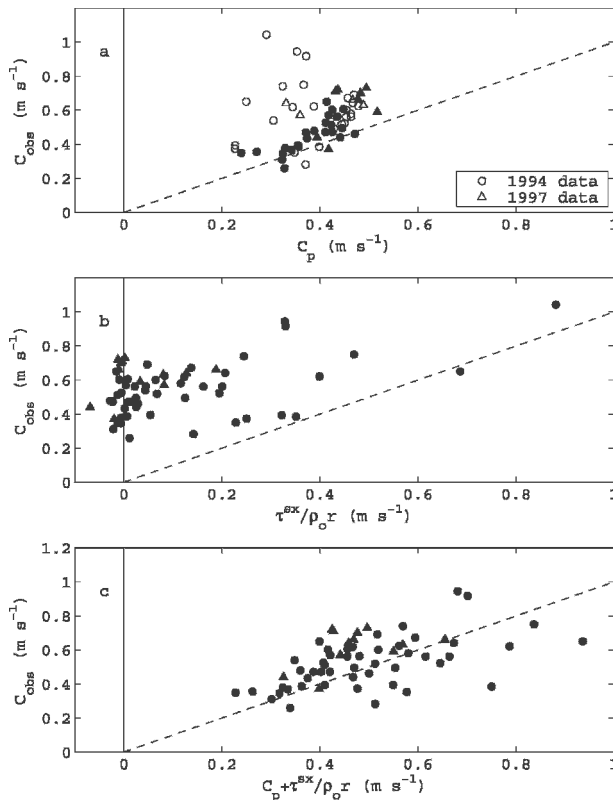 a
1
0.8
0.6
0.4
0.2
0
C_obs (m s⁻¹)
1994 data
1997 data
0 0.2 0.4 0.6 0.8 1
C_p (m s⁻¹)
b
1
0.8
0.6
0.4
0.2
0
C_obs (m s⁻¹)
0 0.2 0.4 0.6 0.8 1
τ^sx/ρ_o r (m s⁻¹)
c
1.2
1
0.8
0.6
0.4
0.2
0
C_obs (m s⁻¹)
0 0.2 0.4 0.6 0.8 1
C_p+τ^sx/ρ_o r (m s⁻¹)